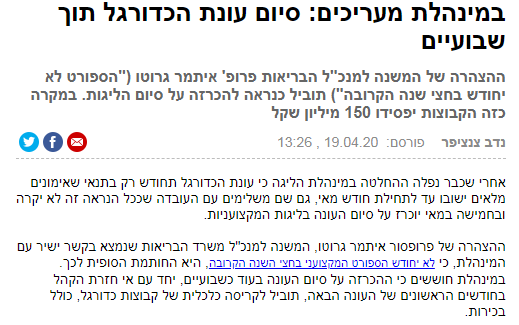 במינהלת מעריכים: סיום עונת הכדורגל תוך
שבועיים
ההצהרה של המשנה למנכ"ל הבריאות פרופ' איתמר גרוטו ("הספורט לא
יחודש בחצי שנה הקרובה") תוביל כנראה להכרזה על סיום הליגות. במקרה
כזה הקבוצות יפסידו 150 מיליון שקל
נדב צנציפר פורסם: 19.04.20 , 13:26
אחרי שכבר נפלה ההחלטה במינהלת הליגה כי עונת הכדורגל תחודש רק בתנאי שאימונים
מלאים ישובו עד לתחילת חודש מאי, גם שם משלימים עם העובדה שככל הנראה זה לא יקרה
ובחמישה במאי יוכרז על סיום העונה בליגות המקצועניות.
ההצהרה של פרופסור איתמר גרוטו, המשנה למנכ"ל משרד הבריאות שנמצא בקשר ישיר עם
המינהלת, כי לא יחודש הספורט המקצועני בחצי השנה הקרובה, היא החותמת הסופית לכך.
במינהלת חוששים כי ההכרזה על סיום העונה בעוד כשבועיים, יחד עם אי חזרת הקהל
בחודשים הראשונים של העונה הבאה, תוביל לקריסה כלכלית של קבוצות כדורגל, כולל
בכירות.